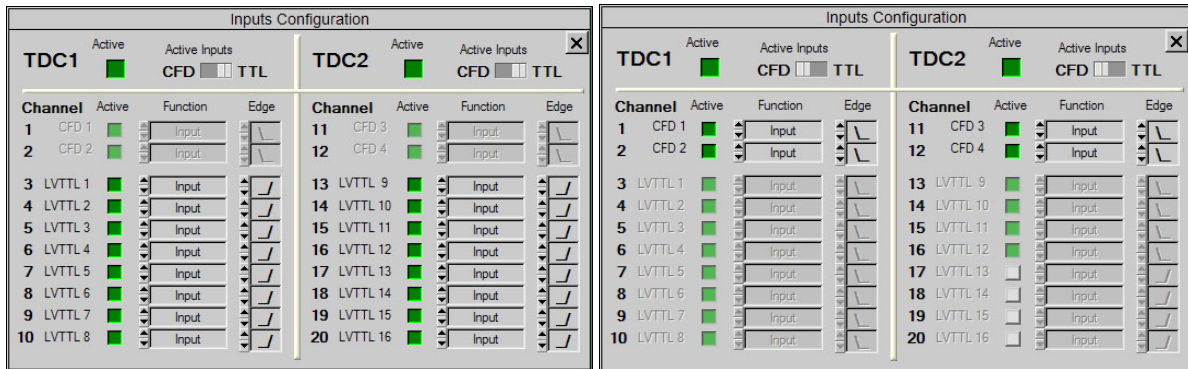 Inputs Configuration
TDC1 Active Active Inputs CFD TTL TDC2 Active Active Inputs CFD TTL
Channel Active Function Edge Channel Active Function Edge
1 CFD 1 Input 11 CFD 3 Input
2 CFD 2 Input 12 CFD 4 Input
3 LVTTL 1 Input 13 LVTTL 9 Input
4 LVTTL 2 Input 14 LVTTL 10 Input
5 LVTTL 3 Input 15 LVTTL 11 Input
6 LVTTL 4 Input 16 LVTTL 12 Input
7 LVTTL 5 Input 17 LVTTL 13 Input
8 LVTTL 6 Input 18 LVTTL 14 Input
9 LVTTL 7 Input 19 LVTTL 15 Input
10 LVTTL 8 Input 20 LVTTL 16 Input
Inputs Configuration
TDC1 Active Active Inputs CFD TTL TDC2 Active Active Inputs CFD TTL
Channel Active Function Edge Channel Active Function Edge
1 CFD 1 Input 11 CFD 3 Input
2 CFD 2 Input 12 CFD 4 Input
3 LVTTL 1 Input 13 LVTTL 9 Input
4 LVTTL 2 Input 14 LVTTL 10 Input
5 LVTTL 3 Input 15 LVTTL 11 Input
6 LVTTL 4 Input 16 LVTTL 12 Input
7 LVTTL 5 Input 17 LVTTL 13 Input
8 LVTTL 6 Input 18 LVTTL 14 Input
9 LVTTL 7 Input 19 LVTTL 15 Input
10 LVTTL 8 Input 20 LVTTL 16 Input